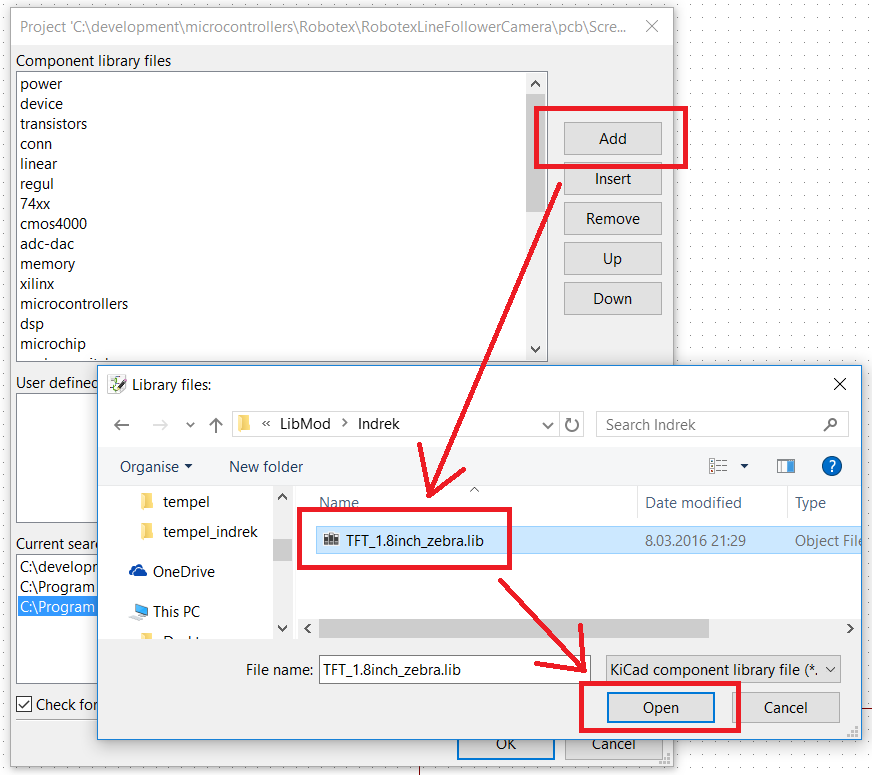 Project 'C:\development\microcontrollers\Robotex\RobotexLineFollowerCamera\pcb\Scre...
Component library files
power
device
transistors
conn
linear
regul
74xx
cmos4000
adc-dac
memory
xilinx
microcontrollers
dsp
microchip
Add
Insert
Remove
Up
Down
User defined
Library files:
« LibMod > Indrek
Search Indrek
Organise
New folder
?
tempel
tempel_indrek
OneDrive
This PC
Name
Date modified
Type
TFT_1.8inch_zebra.lib
8.03.2016 21:29
Object File
File name:
TFT_1.8inch_zebra.lib
KiCad component library file (*.
Open
Cancel
Current sear
C:\developn
C:\Program
C:\Program
Check for
OK
Cancel